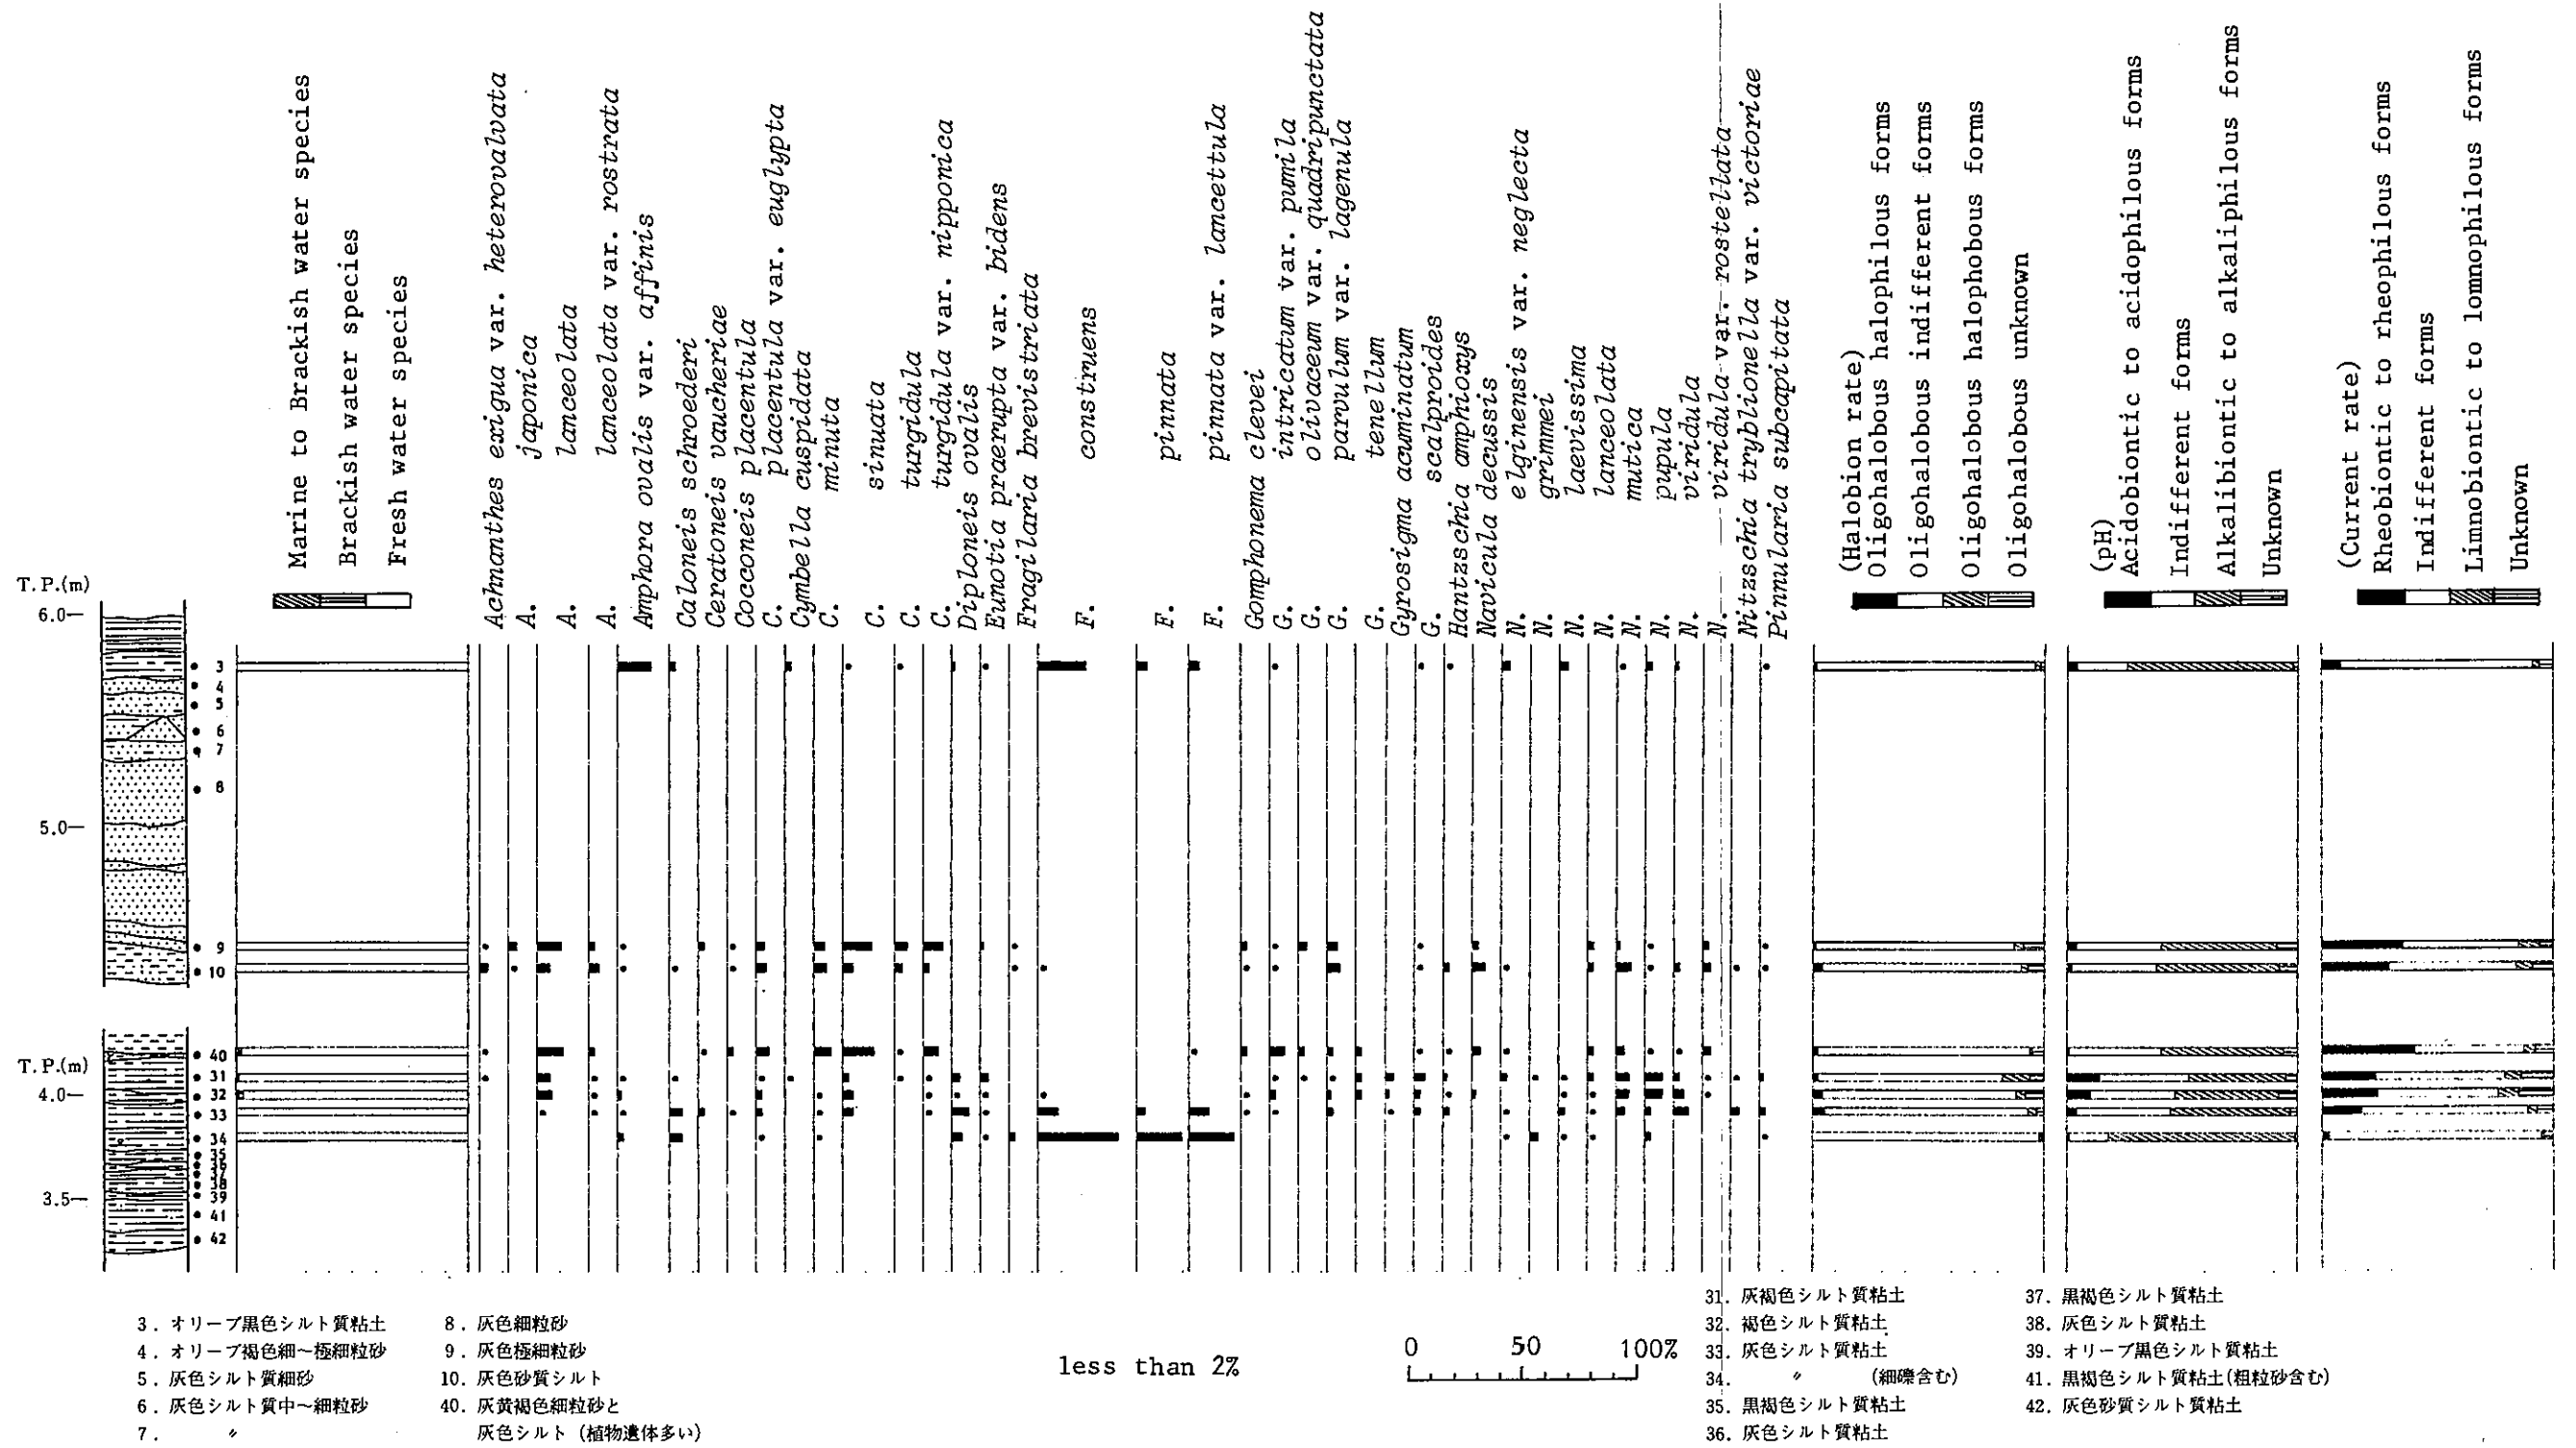 Marine to Brackish water species
Brackish water species
Fresh water species
Achnanthes exigua var. heterovalvata
A. japonica
A. lanceolata
A. lanceolata var. rostrata
Amphora ovalis var. affinis
Caloneis schroederi
Ceratoneis vaucheriae
Cocconeis placentula
C. placentula var. euglypta
Cymbella cuspidata
C. minuta
C. sinuata
C. turgidula
C. turgidula var. nipponica
Diploneis ovalis
Eunotia praerupta var. bidens
Fragilaria brevistriata
F. construens
F. pinnata
F. pinnata var. lancettula
Gomphonema clevei
G. intricatum var. pumila
G. olivaceum var. quadripunctata
G. parvulum var. lagenula
G. tenellum
Gyrosigma acuminatum
G. scalproides
Hantzschia amphioxys
Navicula decussis
N. elginensis var. neglecta
N. grimmei
N. laevissima
N. lanceolata
N. mutica
N. pupula
N. viridula
N. viridula var. rostellata
Nitzschia tryblionella var. victoriae
Pinnularia subcapitata
(Halobion rate)
Oligohalobous halophilous forms
Oligohalobous indifferent forms
Oligohalobous halophobous forms
Oligohalobous unknown
(pH)
Acidobiontic to acidophilous forms
Indifferent forms
Alkalibiontic to alkaliphilous forms
Unknown
(Current rate)
Rheobiontic to rheophilous forms
Indifferent forms
Limnobiontic to lomnophilous forms
Unknown
T.P.(m)
6.0
3
4
5
6
7
8
5.0
9
10
40
T.P.(m)
31
4.0
32
33
34
35
36
37
38
3.5
39
41
42
3. オリーブ黒色シルト質粘土
4. オリーブ褐色細〜極細粒砂
5. 灰色シルト質細砂
6. 灰色シルト質中〜細粒砂
7. 〃
8. 灰色細粒砂
9. 灰色極細粒砂
10. 灰色砂質シルト
40. 灰黄褐色細粒砂と
灰色シルト (植物遺体多い)
less than 2%
0 50 100%
31. 灰褐色シルト質粘土
32. 褐色シルト質粘土
33. 灰色シルト質粘土
34. 〃 (細礫含む)
35. 黒褐色シルト質粘土
36. 灰色シルト質粘土
37. 黒褐色シルト質粘土
38. 灰色シルト質粘土
39. オリーブ黒色シルト質粘土
41. 黒褐色シルト質粘土(粗粒砂含む)
42. 灰色砂質シルト質粘土